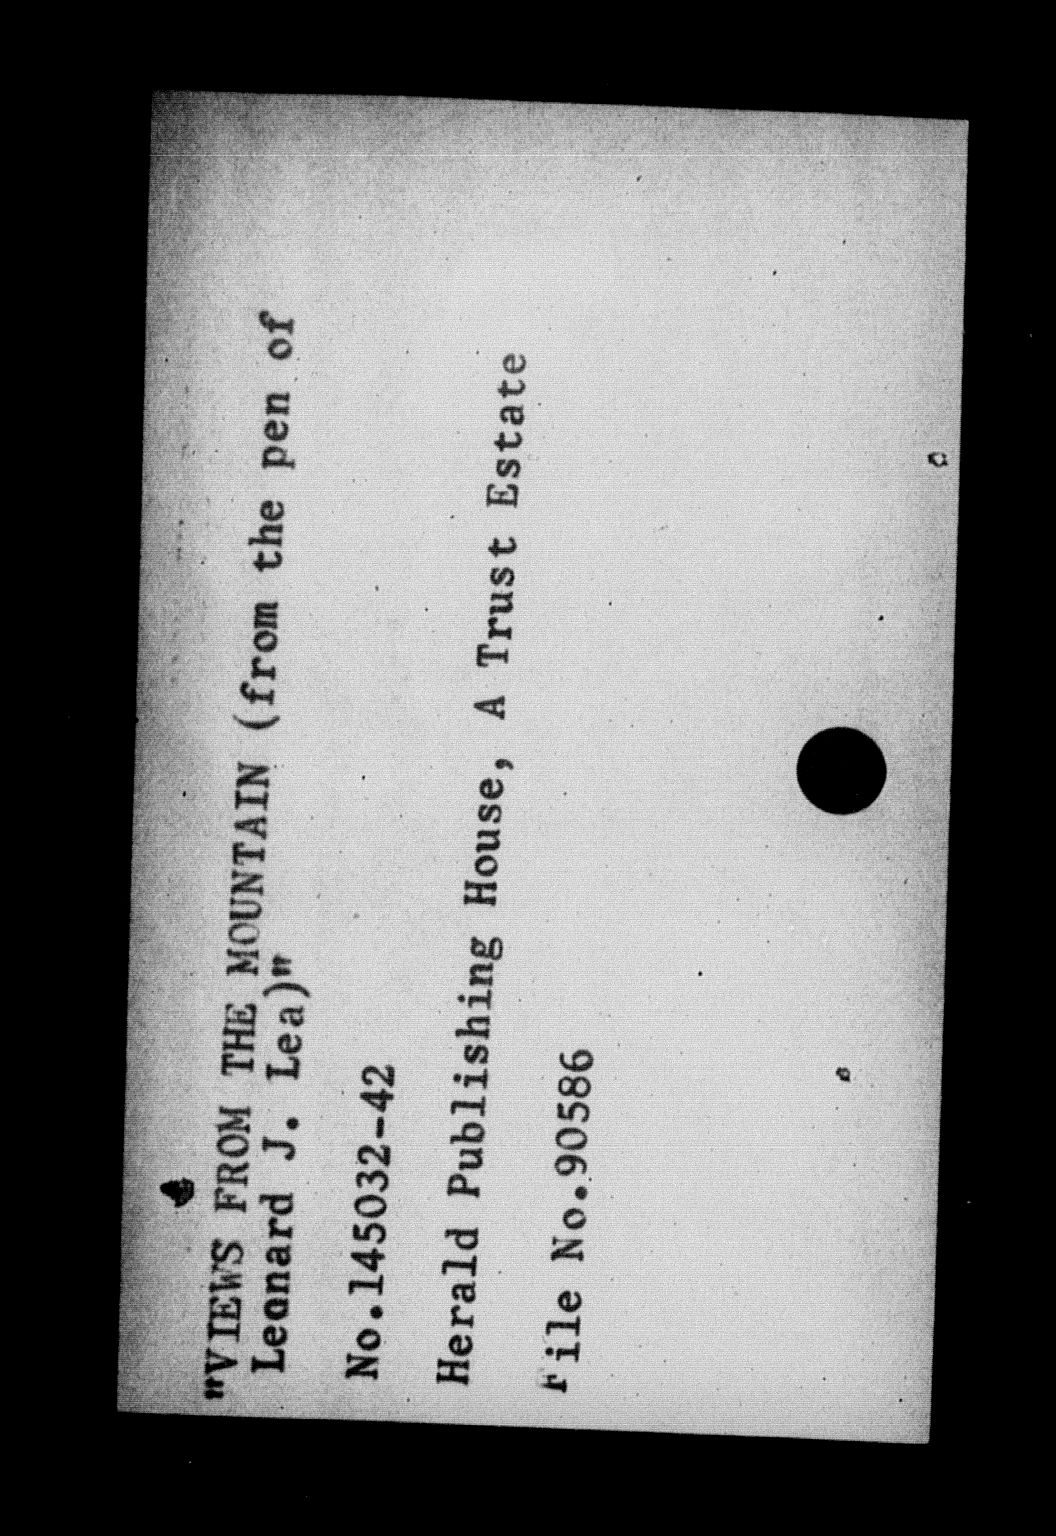 "VIEWS FROM THE MOUNTAIN (from the pen of
Leonard J. Lea)"
No.145032-42
Herald Publishing House, A Trust Estate
File No.90586